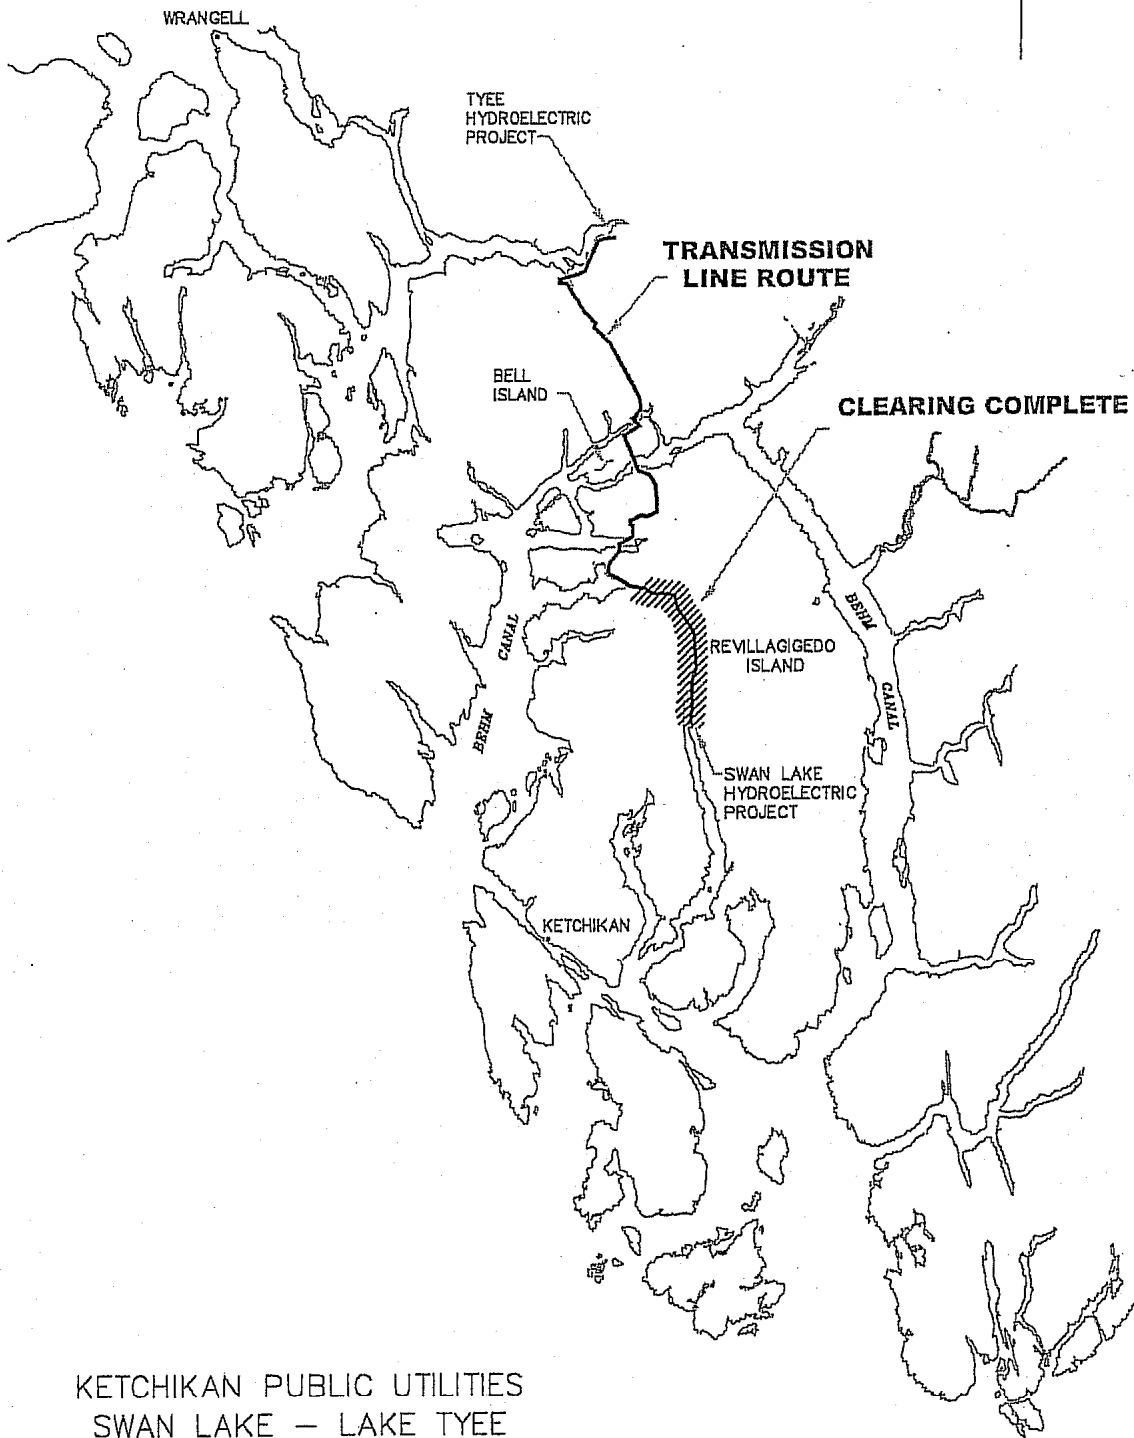 WRANGELL
TYEE
HYDROELECTRIC
PROJECT
TRANSMISSION
LINE ROUTE
BELL
ISLAND
CLEARING COMPLETE
BEHM
CANAL
CANAL
BEHM
REVILLAGIGEDO
ISLAND
SWAN LAKE
HYDROELECTRIC
PROJECT
KETCHIKAN
KETCHIKAN PUBLIC UTILITIES
SWAN LAKE – LAKE TYEE